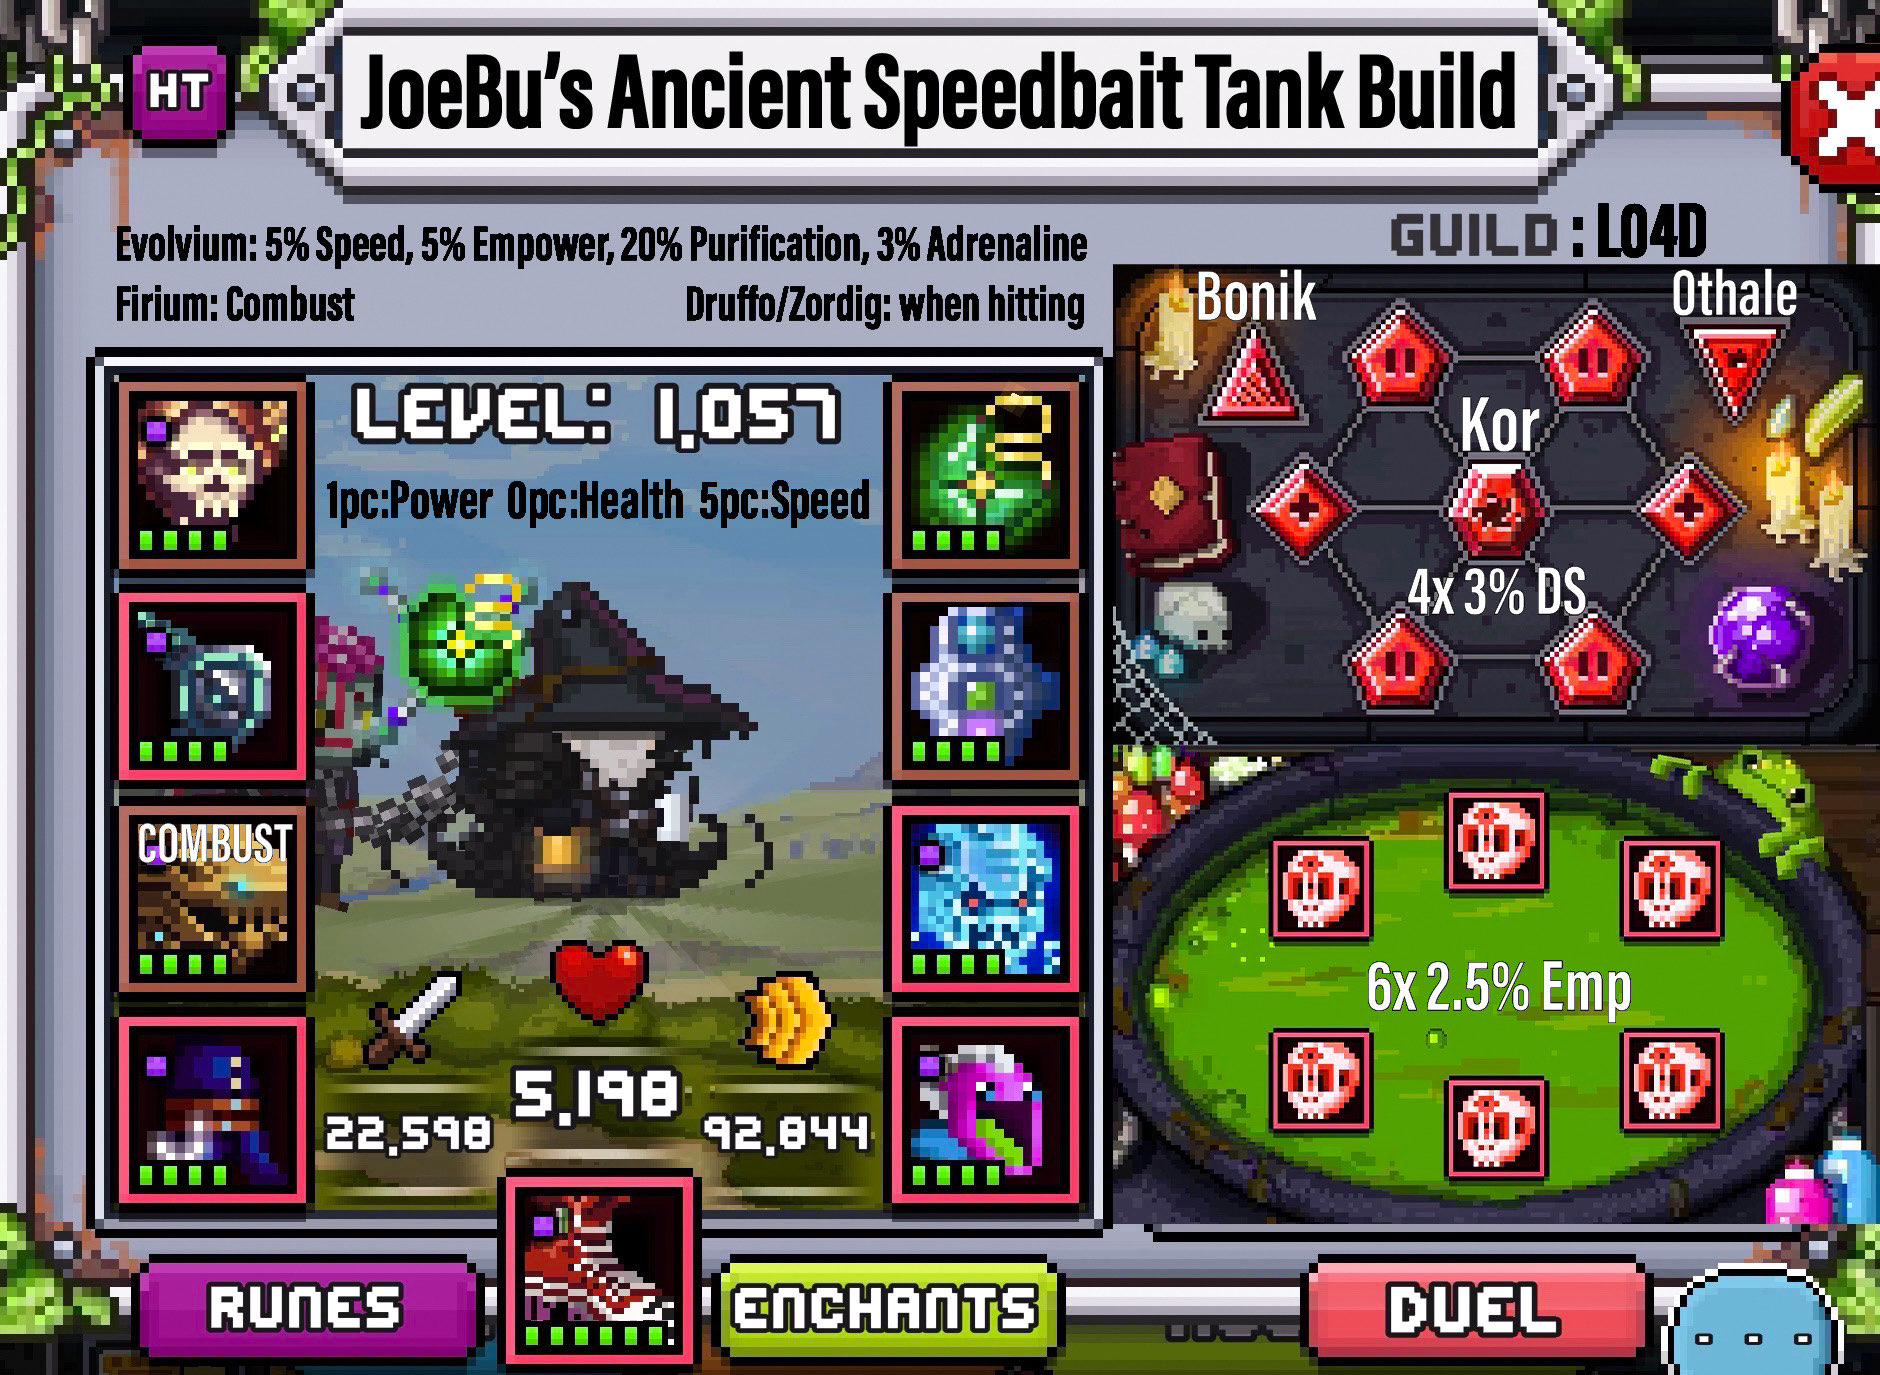 HT
JoeBu's Ancient Speedbait Tank Build
GUILD: LO4D
Evolvium: 5% Speed, 5% Empower, 20% Purification, 3% Adrenaline
Firium: Combust
Druffo/Zordig: when hitting
LEVEL: 1,057
1pc:Power 0pc:Health 5pc:Speed
COMBUST
22,598
5,198
92,844
Bonik
Othale
Kor
4x 3% DS
6x 2.5% Emp
RUNES
ENCHANTS
DUEL